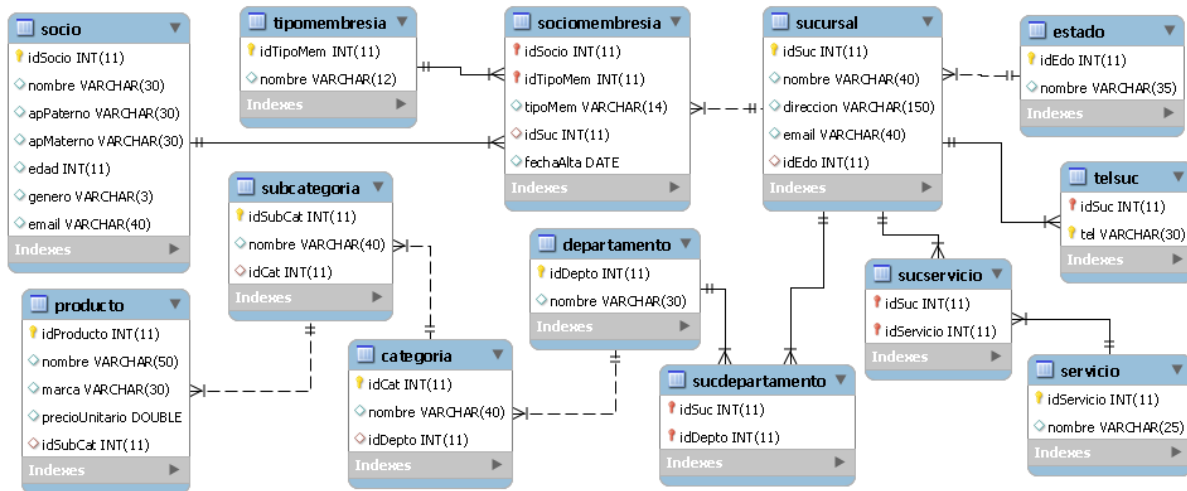 socio
idSocio INT(11)
nombre VARCHAR(30)
apPaterno VARCHAR(30)
apMaterno VARCHAR(30)
edad INT(11)
genero VARCHAR(3)
email VARCHAR(40)
Indexes
tipomembresia
idTipoMem INT(11)
nombre VARCHAR(12)
Indexes
sociomembresia
idSocio INT(11)
idTipoMem INT(11)
tipoMem VARCHAR(14)
idSuc INT(11)
fechaAlta DATE
Indexes
sucursal
idSuc INT(11)
nombre VARCHAR(40)
direccion VARCHAR(150)
email VARCHAR(40)
idEdo INT(11)
Indexes
estado
idEdo INT(11)
nombre VARCHAR(35)
Indexes
subcategoria
idSubCat INT(11)
nombre VARCHAR(40)
idCat INT(11)
Indexes
departamento
idDepto INT(11)
nombre VARCHAR(30)
Indexes
telsuc
idSuc INT(11)
tel VARCHAR(30)
Indexes
sucservicio
idSuc INT(11)
idServicio INT(11)
Indexes
producto
idProducto INT(11)
nombre VARCHAR(50)
marca VARCHAR(30)
precioUnitario DOUBLE
idSubCat INT(11)
Indexes
categoria
idCat INT(11)
nombre VARCHAR(40)
idDepto INT(11)
Indexes
sucdepartamento
idSuc INT(11)
idDepto INT(11)
Indexes
servicio
idServicio INT(11)
nombre VARCHAR(25)
Indexes